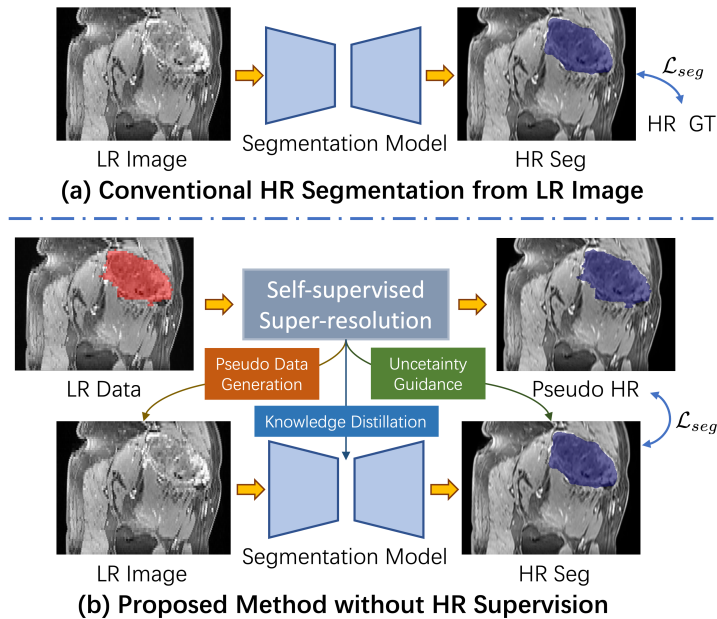 LR Image
Segmentation Model
HR Seg
ℒseg
HR GT
(a) Conventional HR Segmentation from LR Image
LR Data
Self-supervised
Super-resolution
Pseudo HR
Pseudo Data
Generation
Uncetainty
Guidance
Knowledge Distillation
ℒseg
LR Image
Segmentation Model
HR Seg
(b) Proposed Method without HR Supervision